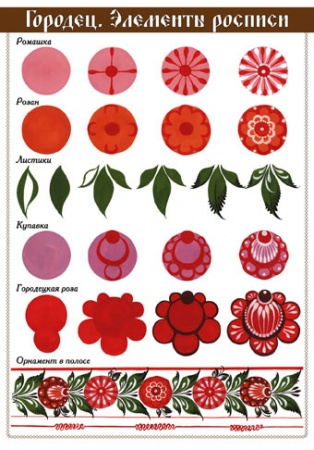 Городец. Элементы росписи
Ромашка
Розан
Листики
Купавка
Городецкая роза
Орнамент в полосе